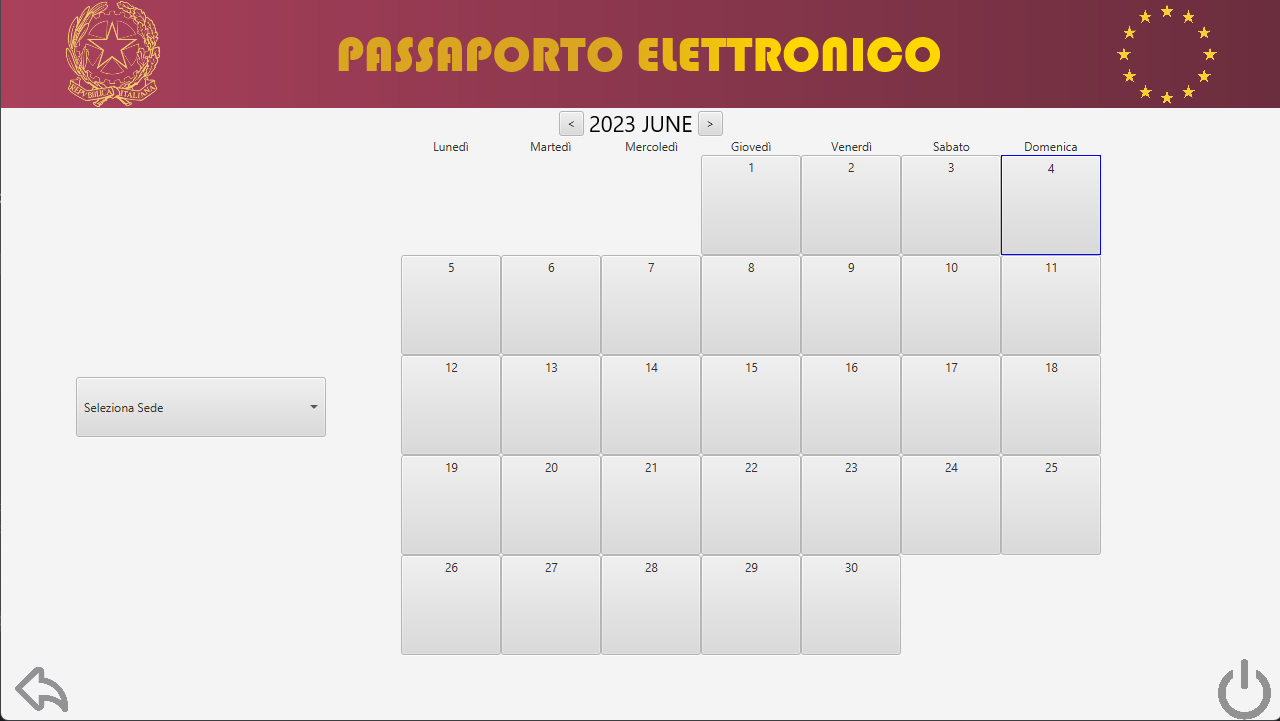 PASSAPORTO ELETTRONICO
REPVBBLICA ITALIANA
< 2023 JUNE >
Lunedì Martedì Mercoledì Giovedì Venerdì Sabato Domenica
1 2 3 4
5 6 7 8 9 10 11
12 13 14 15 16 17 18
Seleziona Sede
19 20 21 22 23 24 25
26 27 28 29 30